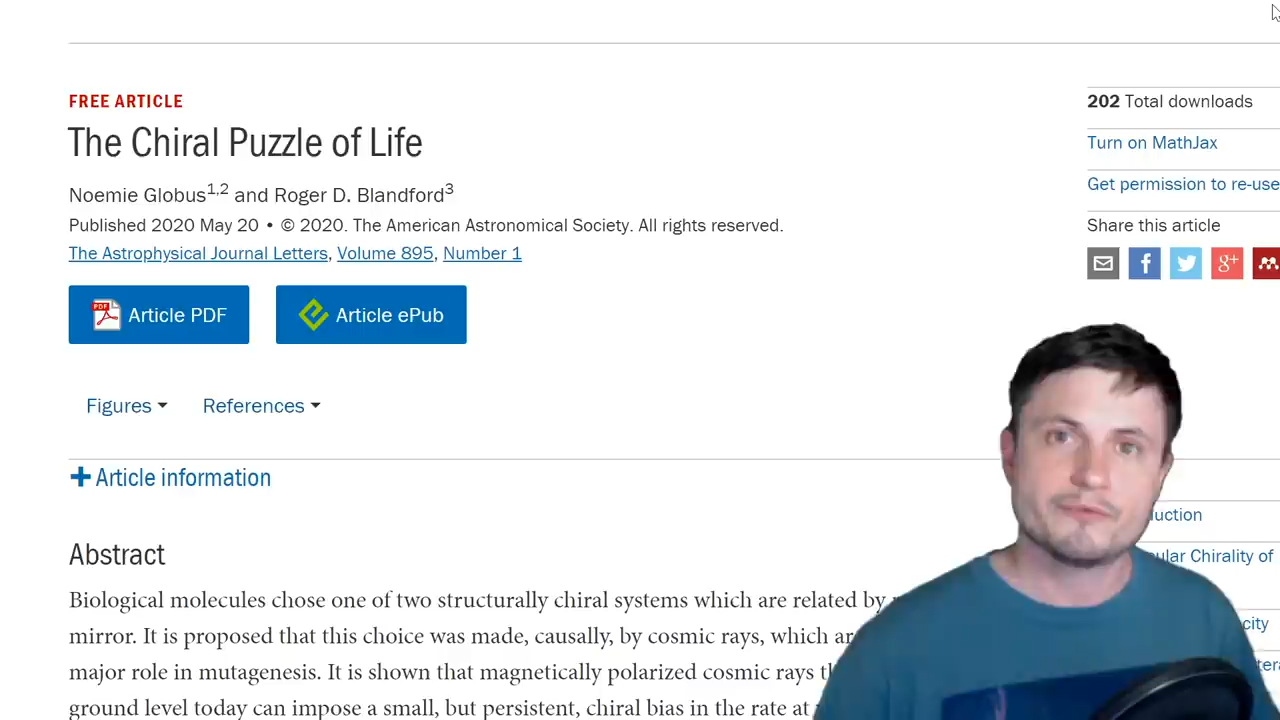 FREE ARTICLE
The Chiral Puzzle of Life
Noemie Globus1,2 and Roger D. Blandford3
Published 2020 May 20 • © 2020. The American Astronomical Society. All rights reserved.
The Astrophysical Journal Letters, Volume 895, Number 1
Article PDF
Article ePub
Figures
References
+ Article information
Abstract
Biological molecules chose one of two structurally chiral systems which are related by
mirror. It is proposed that this choice was made, causally, by cosmic rays, which
major role in mutagenesis. It is shown that magnetically polarized cosmic rays
ground level today can impose a small, but persistent, chiral bias in the rate at
202 Total downloads
Turn on MathJax
Get permission to re-use
Share this article
Chirality of